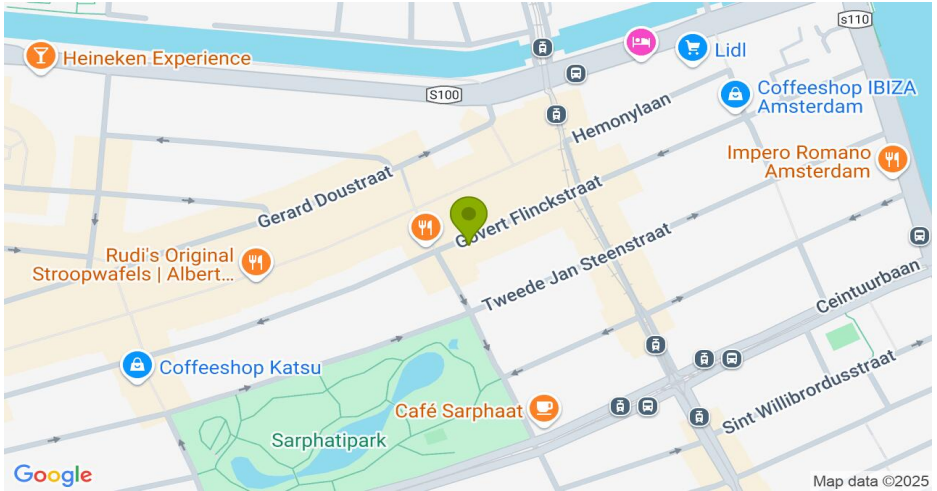 s110
Heineken Experience
Lidl
S100
Coffeeshop IBIZA
Amsterdam
Hemonylaan
Impero Romano
Amsterdam
Gerard Doustraat
Govert Flinckstraat
Rudi's Original
Stroopwafels | Albert...
Tweede Jan Steenstraat
Ceintuurbaan
Coffeeshop Katsu
Sint Willibrordusstraat
Café Sarphaat
Sarphatipark
Google
Map data ©2025